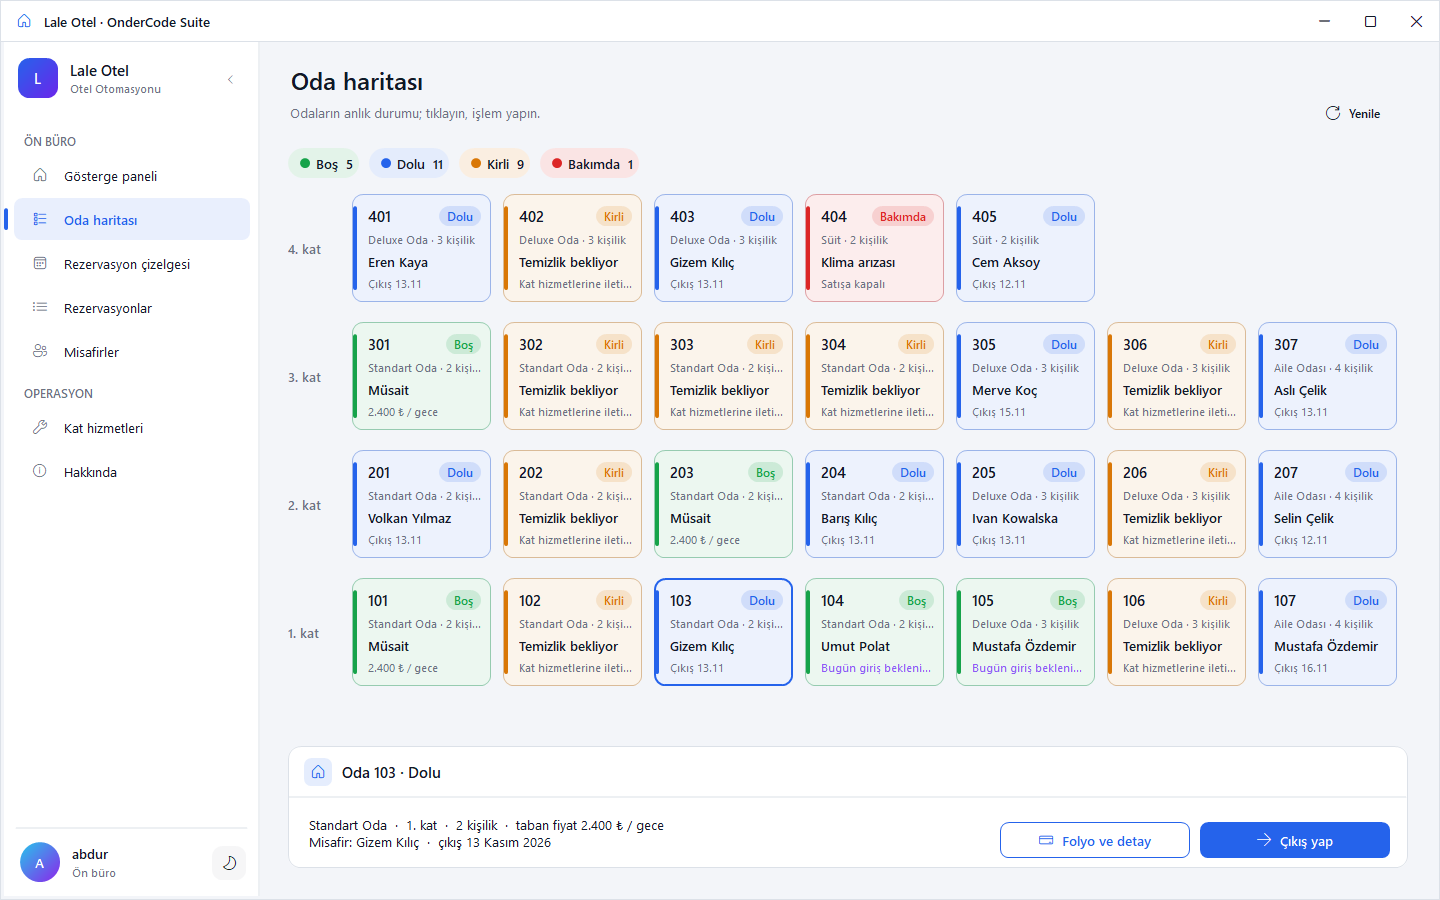 Lale Otel · OnderCode Suite
L
Lale Otel
Otel Otomasyonu
ÖN BÜRO
Gösterge paneli
Oda haritası
Rezervasyon çizelgesi
Rezervasyonlar
Misafirler
OPERASYON
Kat hizmetleri
Hakkında
A
abdur
Ön büro
Oda haritası
Odaların anlık durumu; tıklayın, işlem yapın.
Yenile
Boş 5
Dolu 11
Kirli 9
Bakımda 1
4. kat
401 Dolu
Deluxe Oda · 3 kişilik
Eren Kaya
Çıkış 13.11
402 Kirli
Deluxe Oda · 3 kişilik
Temizlik bekliyor
Kat hizmetlerine ileti...
403 Dolu
Deluxe Oda · 3 kişilik
Gizem Kılıç
Çıkış 13.11
404 Bakımda
Süit · 2 kişilik
Klima arızası
Satışa kapalı
405 Dolu
Süit · 2 kişilik
Cem Aksoy
Çıkış 12.11
3. kat
301 Boş
Standart Oda · 2 kişi...
Müsait
2.400 ₺ / gece
302 Kirli
Standart Oda · 2 kişi...
Temizlik bekliyor
Kat hizmetlerine ileti...
303 Kirli
Standart Oda · 2 kişi...
Temizlik bekliyor
Kat hizmetlerine ileti...
304 Kirli
Standart Oda · 2 kişi...
Temizlik bekliyor
Kat hizmetlerine ileti...
305 Dolu
Deluxe Oda · 3 kişilik
Merve Koç
Çıkış 15.11
306 Kirli
Deluxe Oda · 3 kişilik
Temizlik bekliyor
Kat hizmetlerine ileti...
307 Dolu
Aile Odası · 4 kişilik
Aslı Çelik
Çıkış 13.11
2. kat
201 Dolu
Standart Oda · 2 kişi...
Volkan Yılmaz
Çıkış 13.11
202 Kirli
Standart Oda · 2 kişi...
Temizlik bekliyor
Kat hizmetlerine ileti...
203 Boş
Standart Oda · 2 kişi...
Müsait
2.400 ₺ / gece
204 Dolu
Standart Oda · 2 kişi...
Barış Kılıç
Çıkış 13.11
205 Dolu
Deluxe Oda · 3 kişilik
Ivan Kowalska
Çıkış 13.11
206 Kirli
Deluxe Oda · 3 kişilik
Temizlik bekliyor
Kat hizmetlerine ileti...
207 Dolu
Aile Odası · 4 kişilik
Selin Çelik
Çıkış 12.11
1. kat
101 Boş
Standart Oda · 2 kişi...
Müsait
2.400 ₺ / gece
102 Kirli
Standart Oda · 2 kişi...
Temizlik bekliyor
Kat hizmetlerine ileti...
103 Dolu
Standart Oda · 2 kişi...
Gizem Kılıç
Çıkış 13.11
104 Boş
Standart Oda · 2 kişi...
Umut Polat
Bugün giriş bekleni...
105 Boş
Deluxe Oda · 3 kişilik
Mustafa Özdemir
Bugün giriş bekleni...
106 Kirli
Deluxe Oda · 3 kişilik
Temizlik bekliyor
Kat hizmetlerine ileti...
107 Dolu
Aile Odası · 4 kişilik
Mustafa Özdemir
Çıkış 16.11
Oda 103 · Dolu
Standart Oda · 1. kat · 2 kişilik · taban fiyat 2.400 ₺ / gece
Misafir: Gizem Kılıç · çıkış 13 Kasım 2026
Folyo ve detay
Çıkış yap